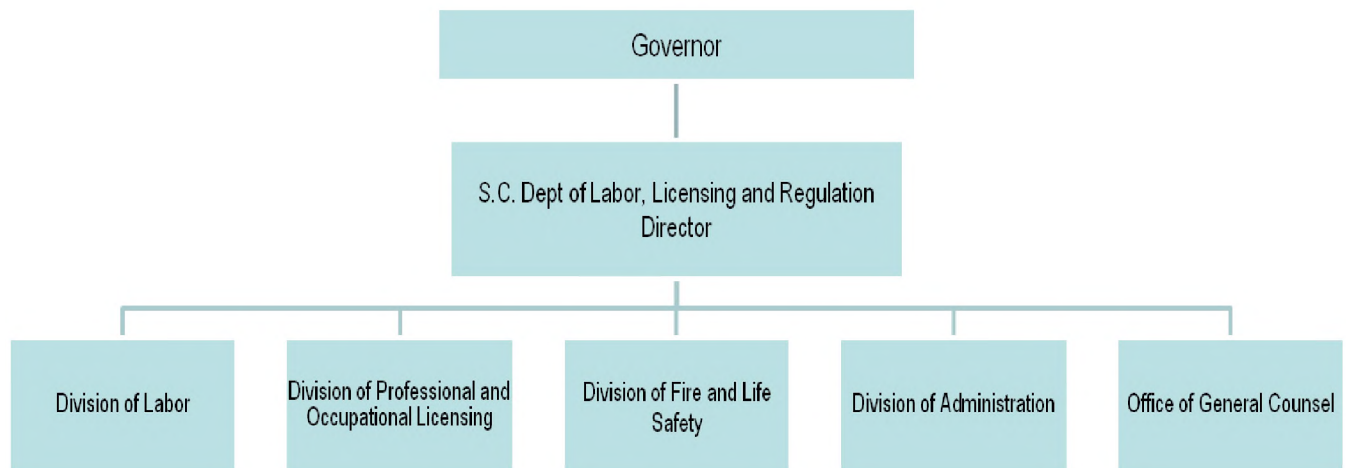 Governor
S.C. Dept of Labor, Licensing and Regulation
Director
Division of Labor
Division of Professional and
Occupational Licensing
Division of Fire and Life
Safety
Division of Administration
Office of General Counsel